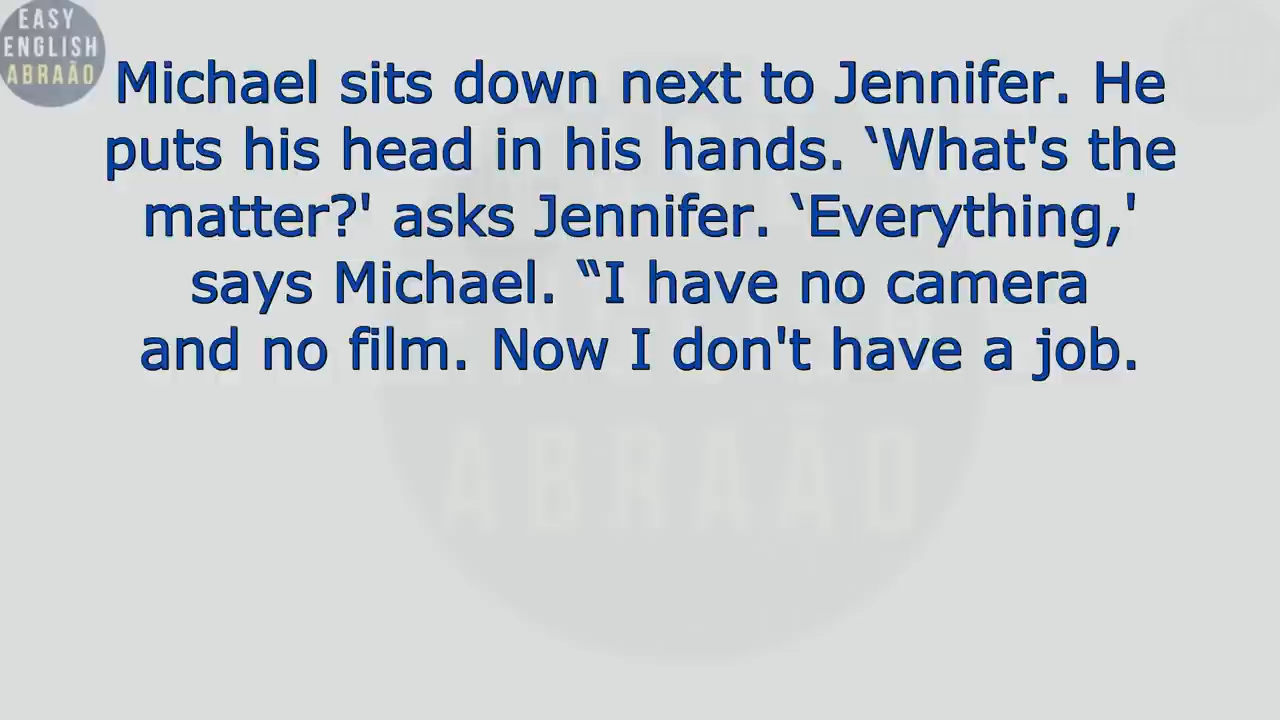 EASY
ENGLISH
ABRAÃO
Michael sits down next to Jennifer. He
puts his head in his hands. ‘What's the
matter?' asks Jennifer. ‘Everything,'
says Michael. “I have no camera
and no film. Now I don't have a job.
ABRAÃO